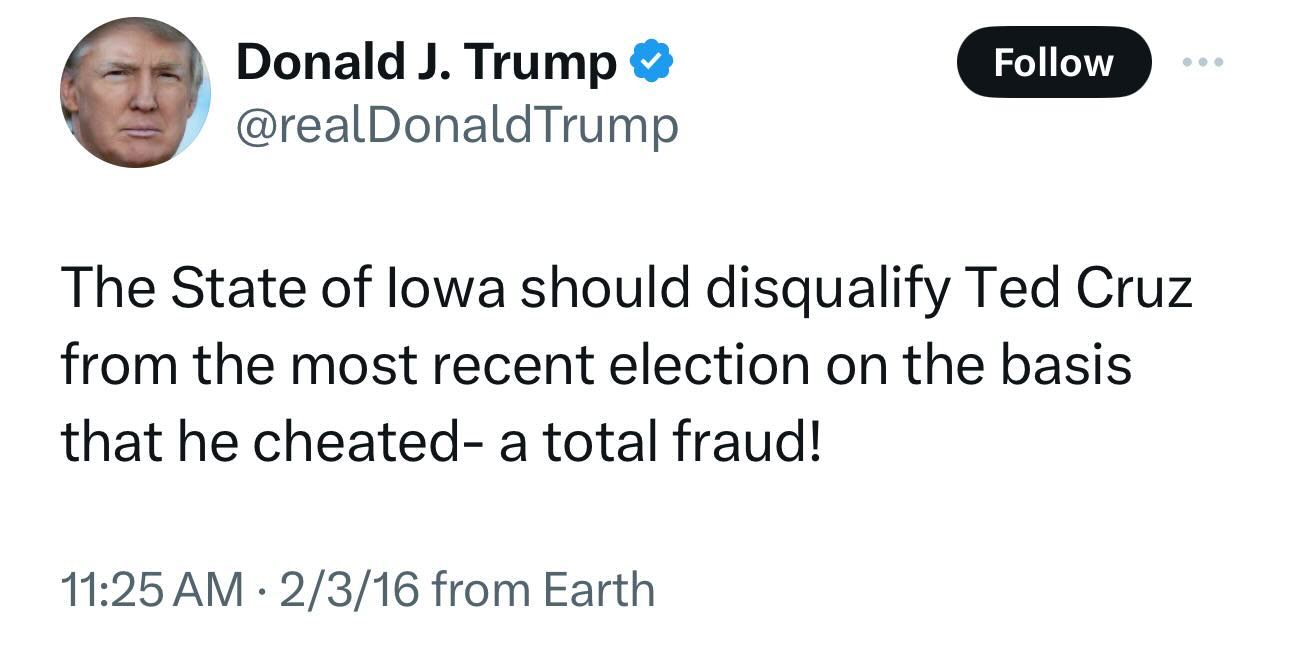 Donald J. Trump
Follow
@realDonaldTrump
The State of Iowa should disqualify Ted Cruz
from the most recent election on the basis
that he cheated- a total fraud!
11:25 AM · 2/3/16 from Earth